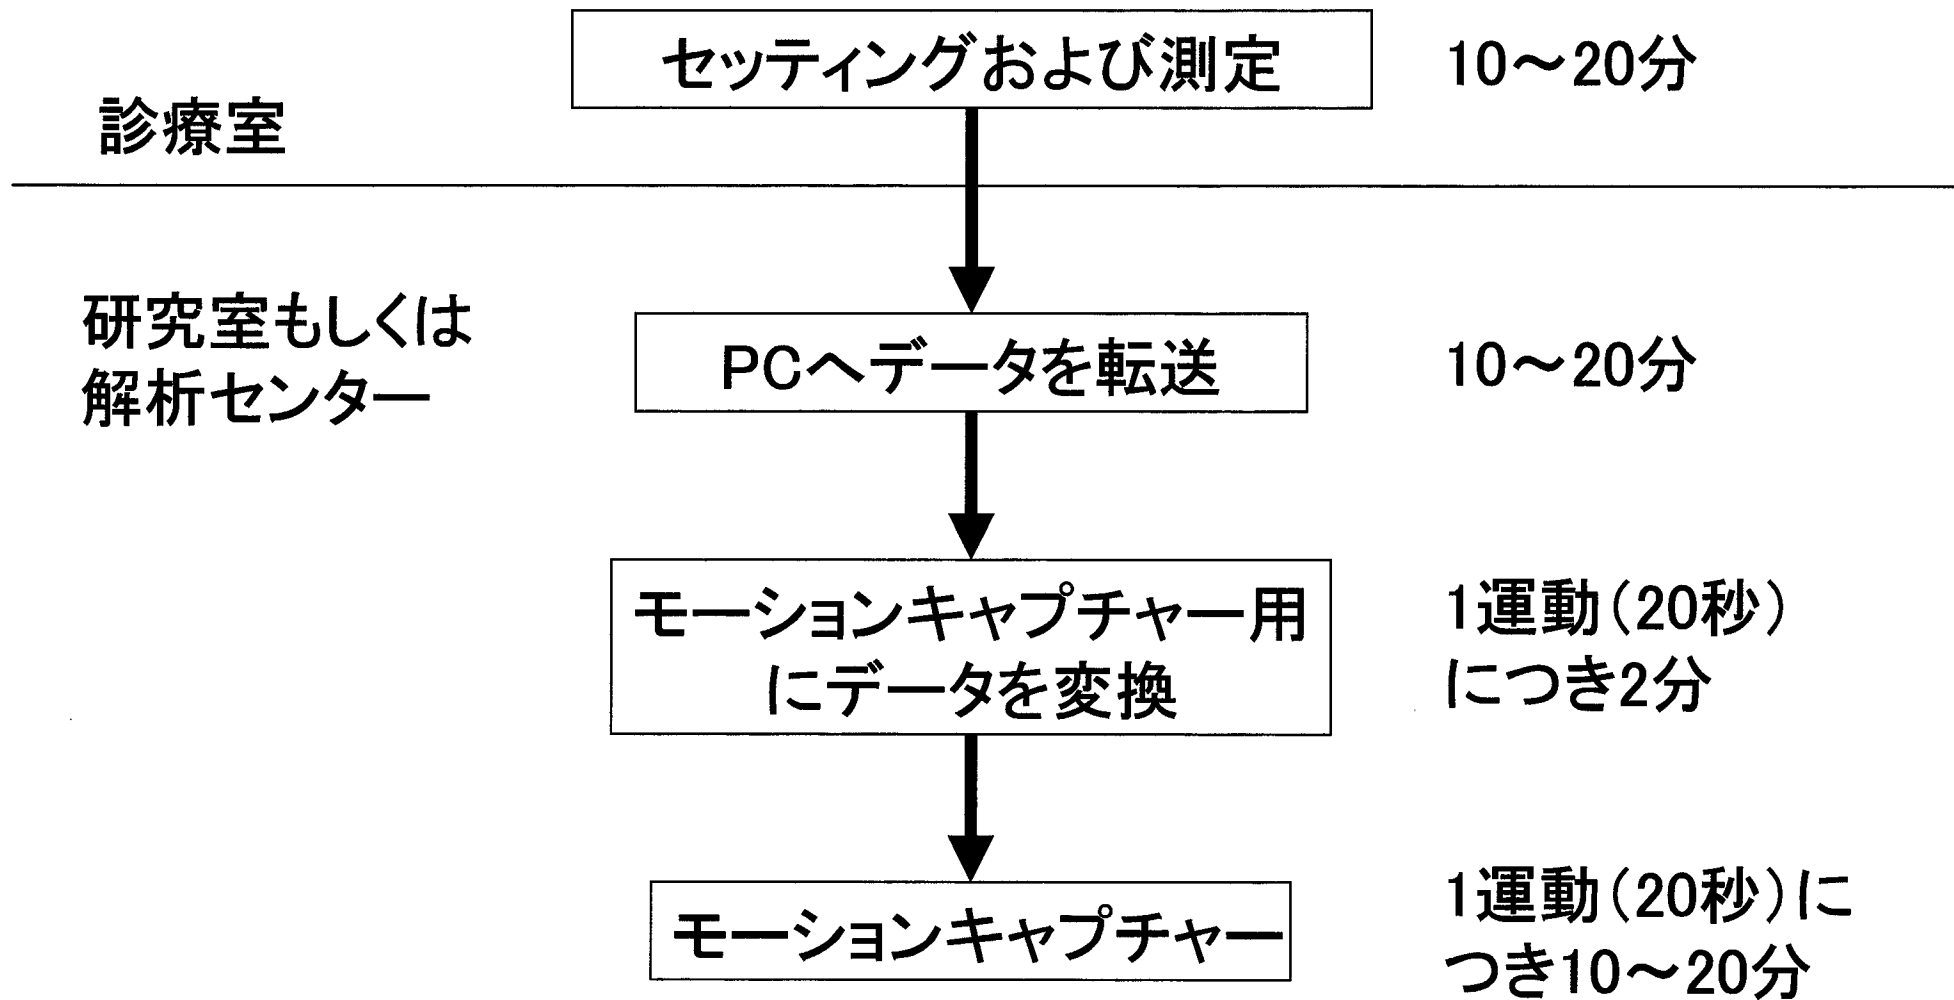 セッティングおよび測定
10～20分
診療室
研究室もしくは
解析センター
PCへデータを転送
10～20分
モーションキャプチャー用
にデータを変換
1運動（20秒）
につき2分
モーションキャプチャー
1運動（20秒）に
つき10～20分